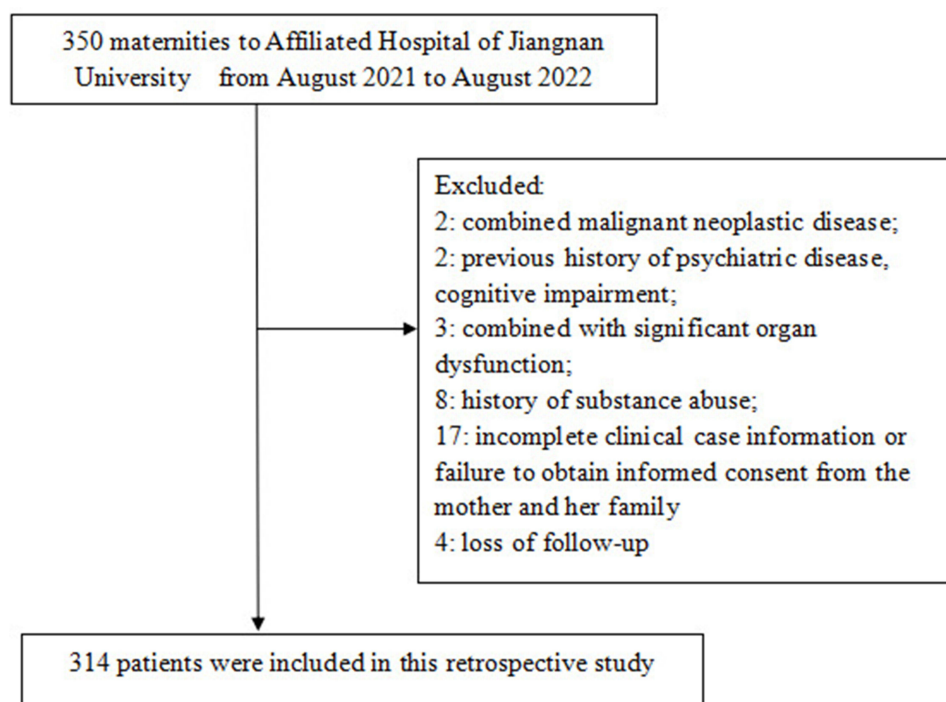 350 maternities to Affiliated Hospital of Jiangnan
University from August 2021 to August 2022
Excluded:
2: combined malignant neoplastic disease;
2: previous history of psychiatric disease,
cognitive impairment;
3: combined with significant organ
dysfunction;
8: history of substance abuse;
17: incomplete clinical case information or
failure to obtain informed consent from the
mother and her family
4: loss of follow-up
314 patients were included in this retrospective study